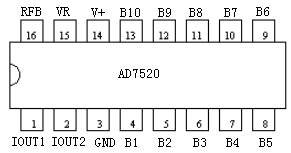 RFB VR V+ B10 B9 B8 B7 B6
16 15 14 13 12 11 10 9
AD7520
1 2 3 4 5 6 7 8
IOUT1 IOUT2 GND B1 B2 B3 B4 B5